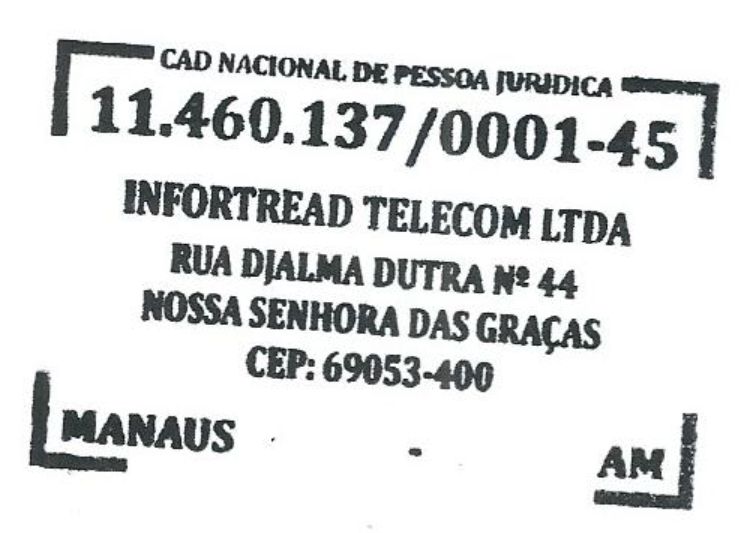 CAD NACIONAL DE PESSOA JURIDICA
11.460.137/0001-45
INFORTREAD TELECOM LTDA
RUA DJALMA DUTRA Nº 44
NOSSA SENHORA DAS GRAÇAS
CEP: 69053-400
MANAUS - AM